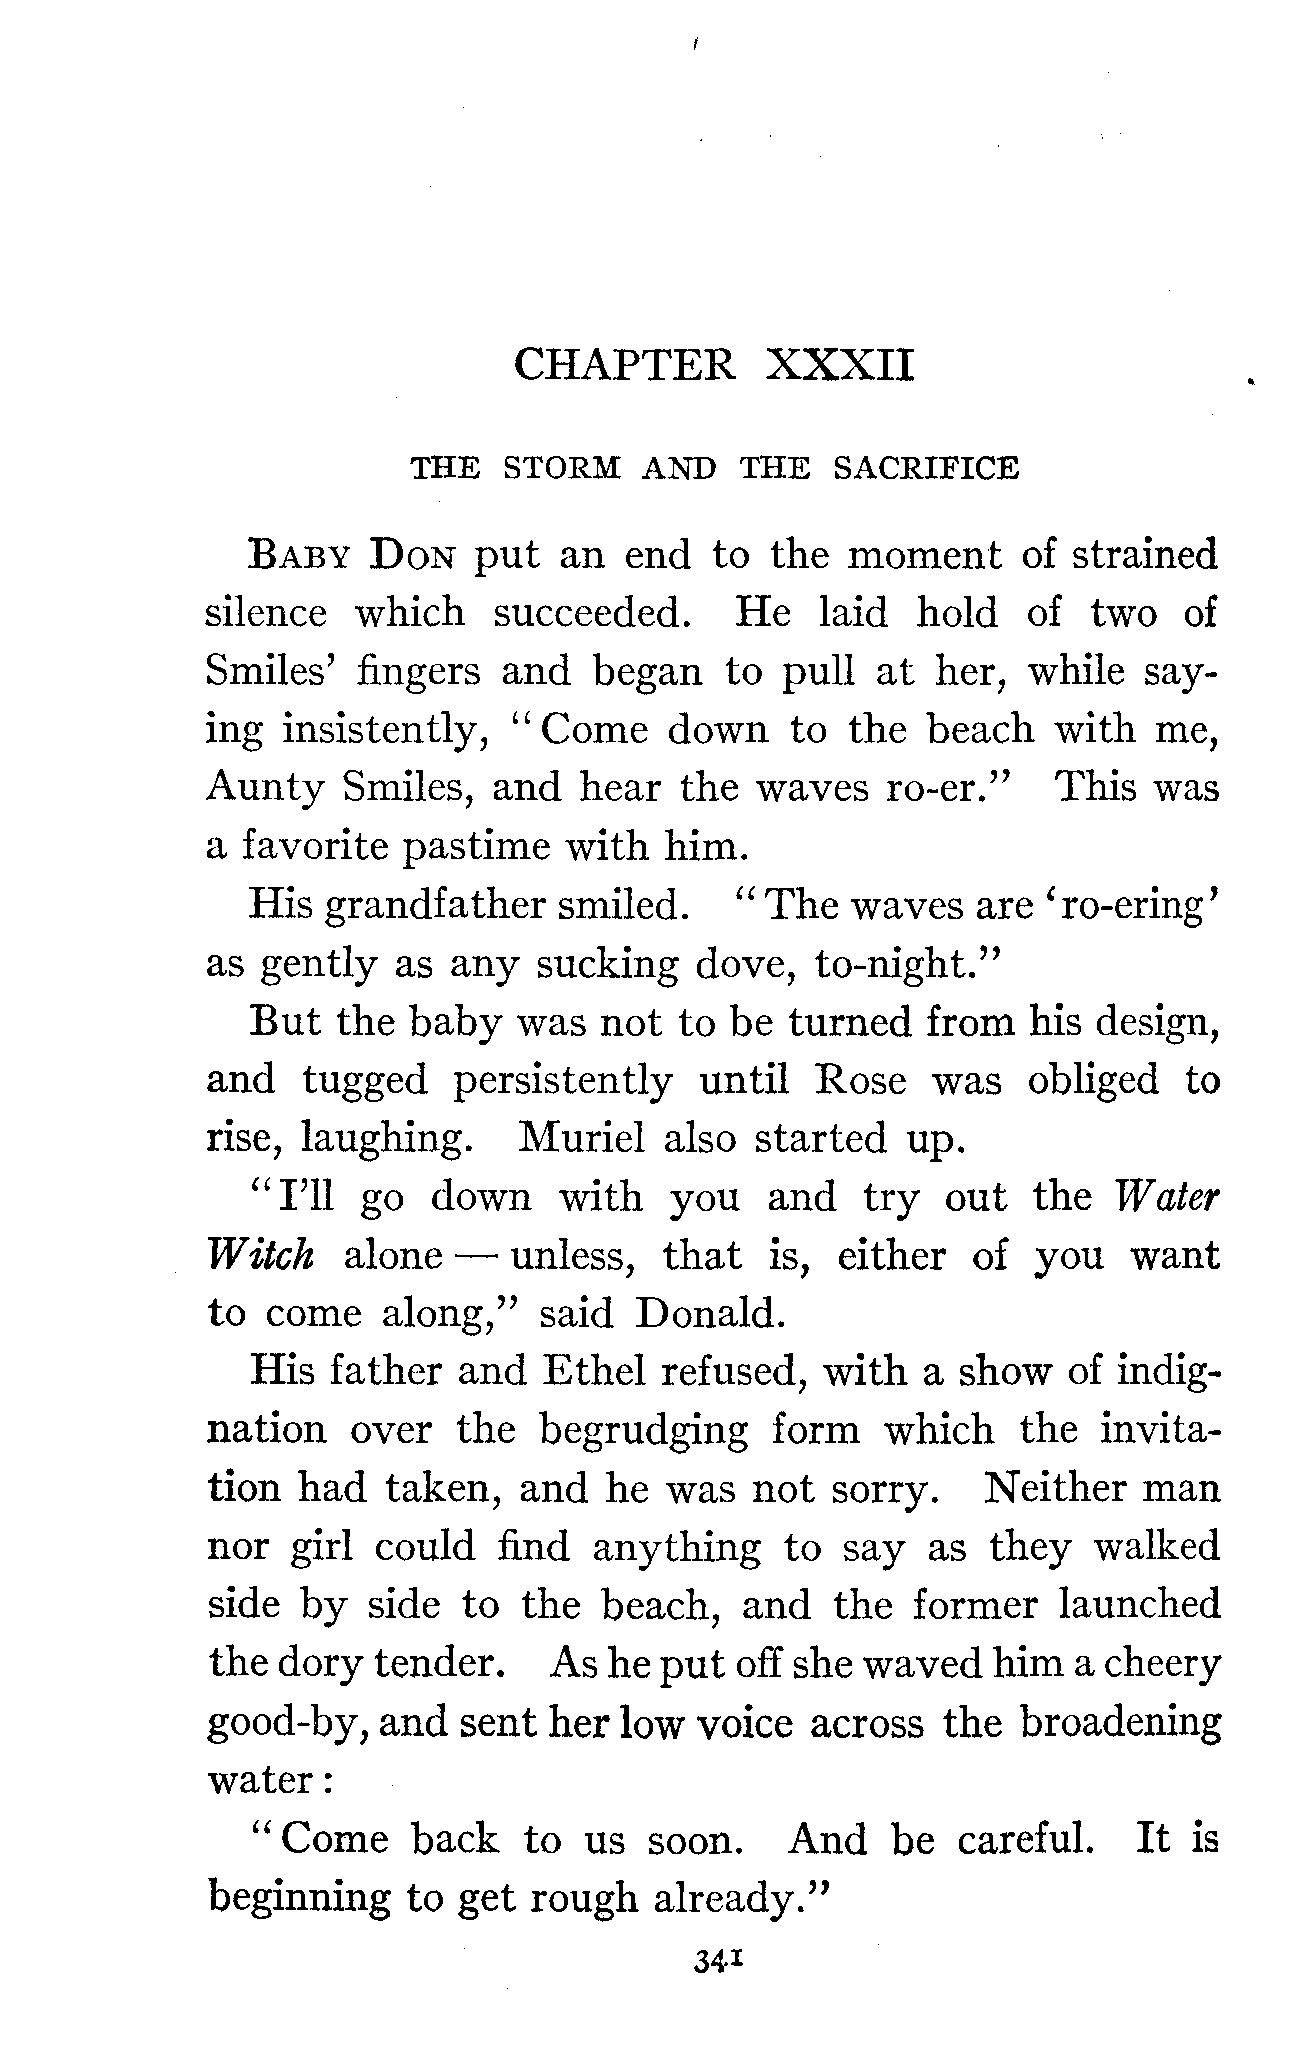 CHAPTER XXXII
THE STORM AND THE SACRIFICE
BABY DON put an end to the moment of strained
silence which succeeded. He laid hold of two of
Smiles' fingers and began to pull at her, while say-
ing insistently, "Come down to the beach with me,
Aunty Smiles, and hear the waves ro-er." This was
a favorite pastime with him.
His grandfather smiled. "The waves are 'ro-ering'
as gently as any sucking dove, to-night."
But the baby was not to be turned from his design,
and tugged persistently until Rose was obliged to
rise, laughing. Muriel also started up.
"I'll go down with you and try out the Water
Witch alone — unless, that is, either of you want
to come along," said Donald.
His father and Ethel refused, with a show of indig-
nation over the begrudging form which the invita-
tion had taken, and he was not sorry. Neither man
nor girl could find anything to say as they walked
side by side to the beach, and the former launched
the dory tender. As he put off she waved him a cheery
good-by, and sent her low voice across the broadening
water:
"Come back to us soon. And be careful. It is
beginning to get rough already."
341